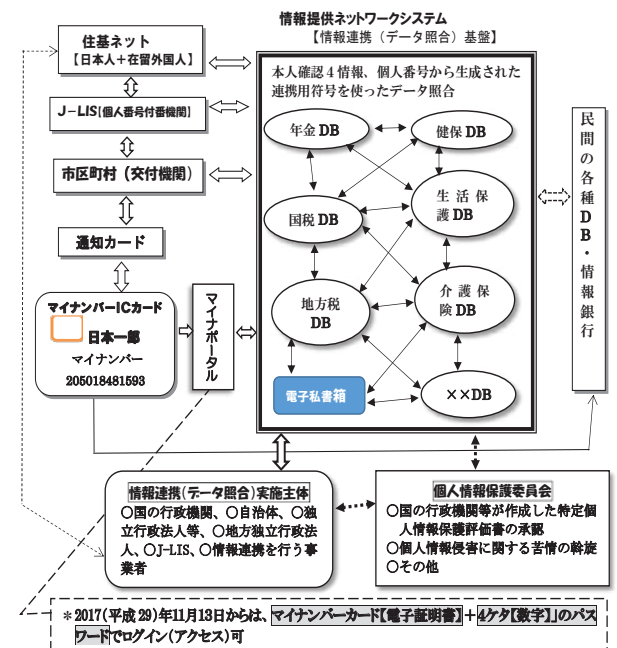 情報提供ネットワークシステム
【情報連携（データ照合）基盤】
住基ネット
【日本人＋在留外国人】
J－LIS【個人番号付番機関】
市区町村（交付機関）
通知カード
マイナンバーICカード
日本一郎
マイナンバー
205018481593
マイナポータル
本人確認４情報、個人番号から生成された
連携用符号を使ったデータ照合
年金 DB
健保 DB
生活保
護 DB
国税 DB
地方税
DB
介護保
険 DB
電子私書箱
××DB
民間の各種DB・情報銀行
情報連携（データ照合）実施主体
〇国の行政機関、〇自治体、〇独
立行政法人等、〇地方独立行政法
人、〇J-LIS、〇情報連携を行う事
業者
個人情報保護委員会
〇国の行政機関等が作成した特定個
人情報保護評価書の承認
〇個人情報侵害に関する苦情の斡旋
〇その他
＊2017（平成 29）年11月13日からは、マイナンバーカード【電子証明書】＋4ケタ【数字】」のパス
ワードでログイン（アクセス）可